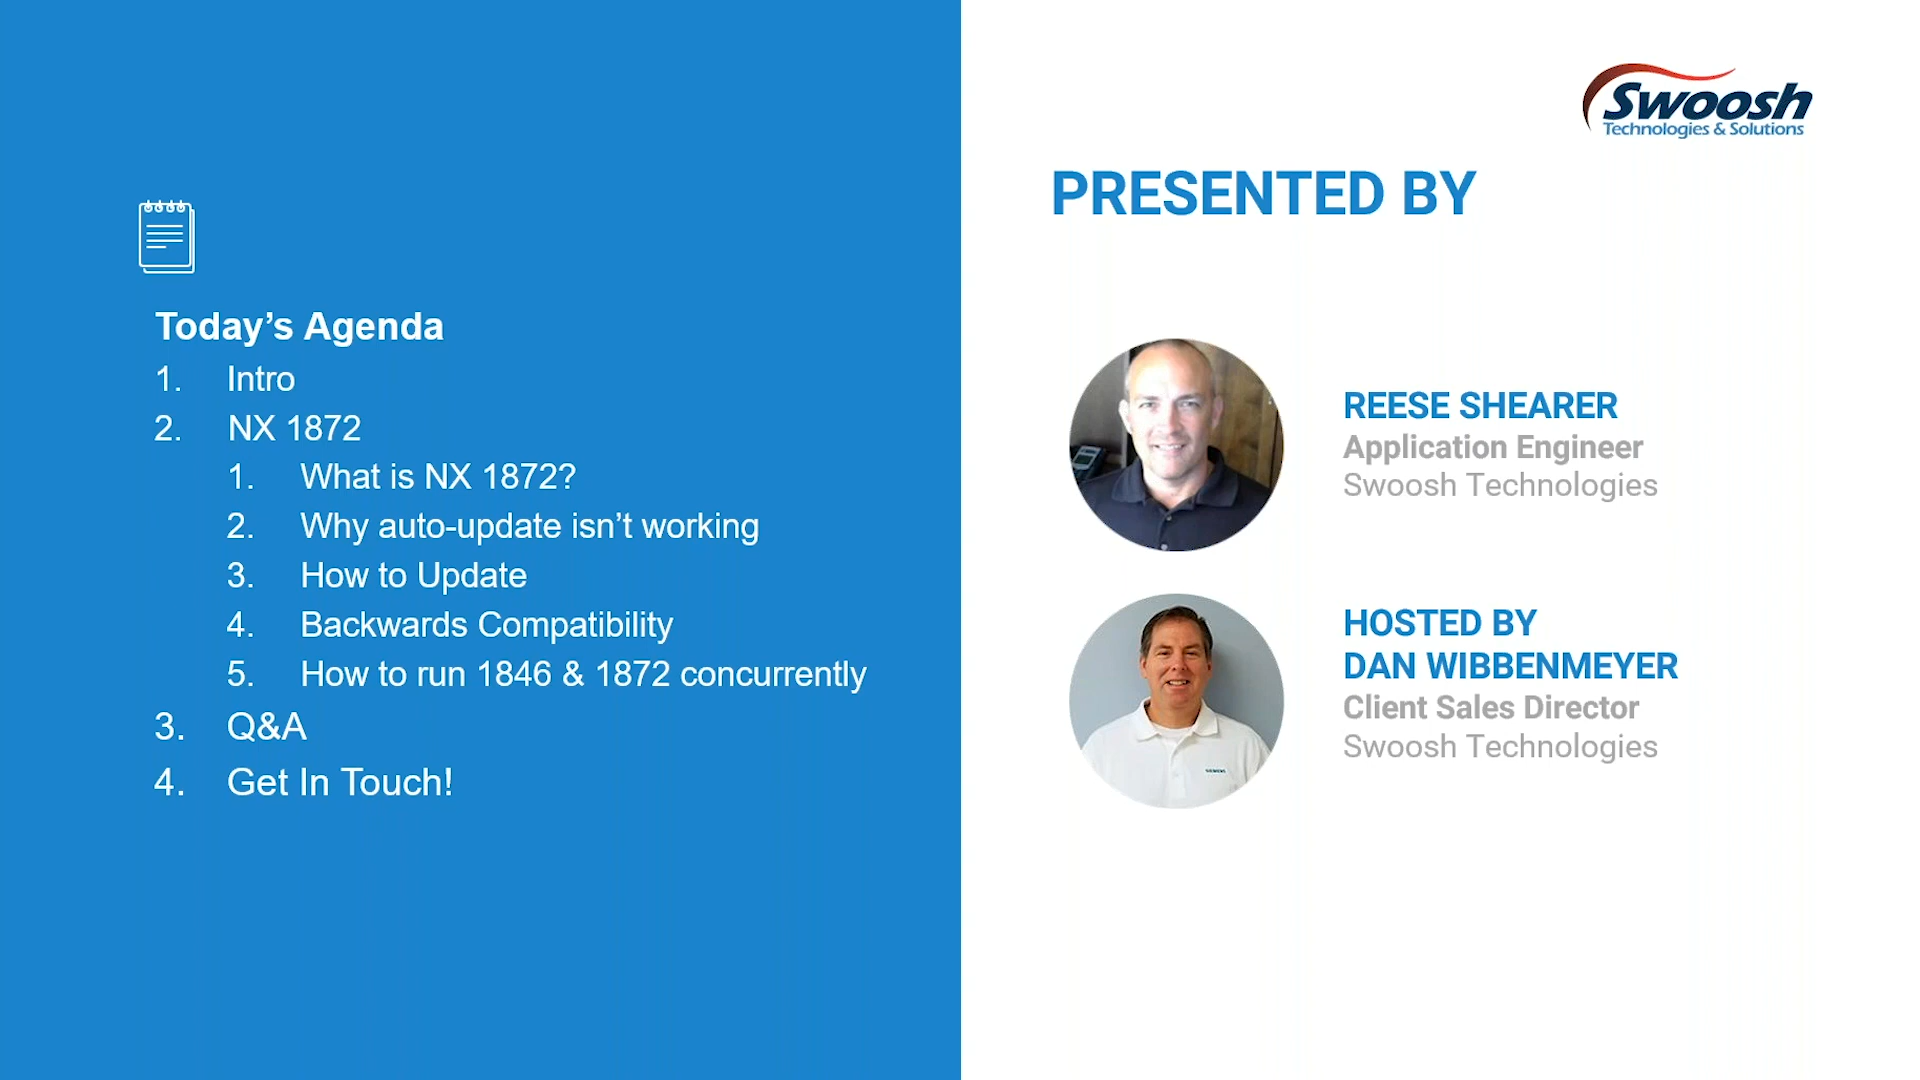 Today’s Agenda
1. Intro
2. NX 1872
1. What is NX 1872?
2. Why auto-update isn’t working
3. How to Update
4. Backwards Compatibility
5. How to run 1846 & 1872 concurrently
3. Q&A
4. Get In Touch!
Swoosh
Technologies & Solutions
PRESENTED BY
REESE SHEARER
Application Engineer
Swoosh Technologies
HOSTED BY
DAN WIBBENMEYER
Client Sales Director
Swoosh Technologies
SIEMENS